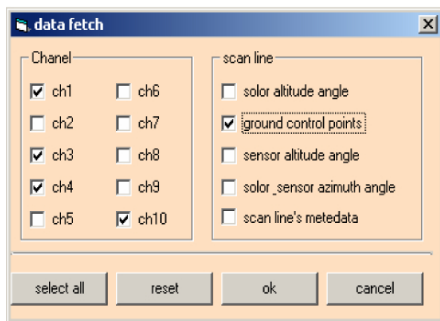 data fetch
Chanel
ch1
ch6
ch2
ch7
ch3
ch8
ch4
ch9
ch5
ch10
scan line
solor altitude angle
ground control points
sensor altitude angle
solor_sensor azimuth angle
scan line's metedata
select all
reset
ok
cancel